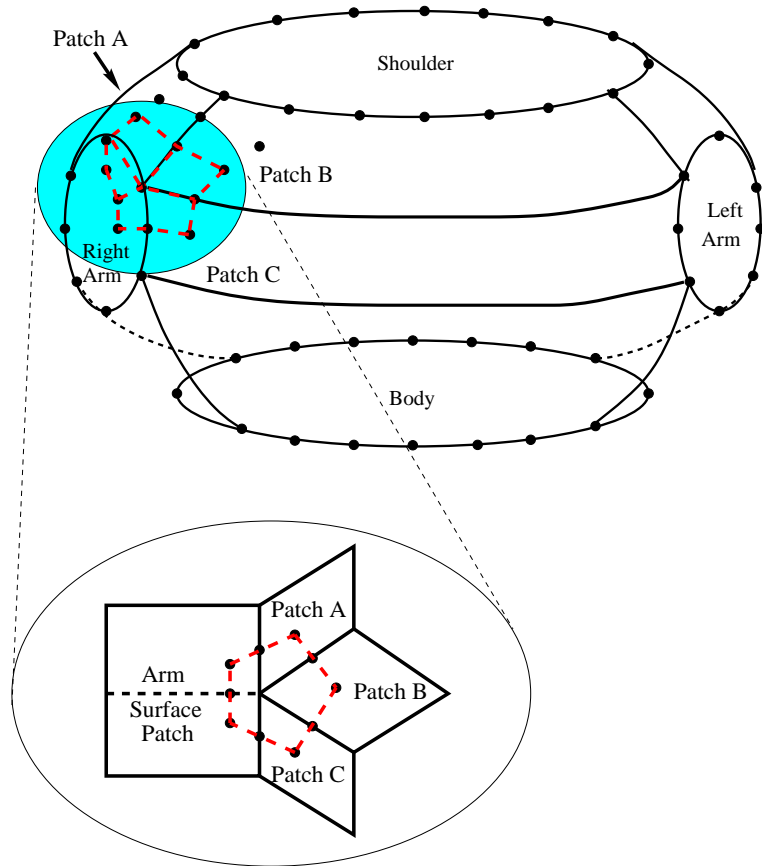 Patch A
Shoulder
Patch B
Left
Arm
Right
Arm
Patch C
Body
Patch A
Arm
Patch B
Surface
Patch
Patch C